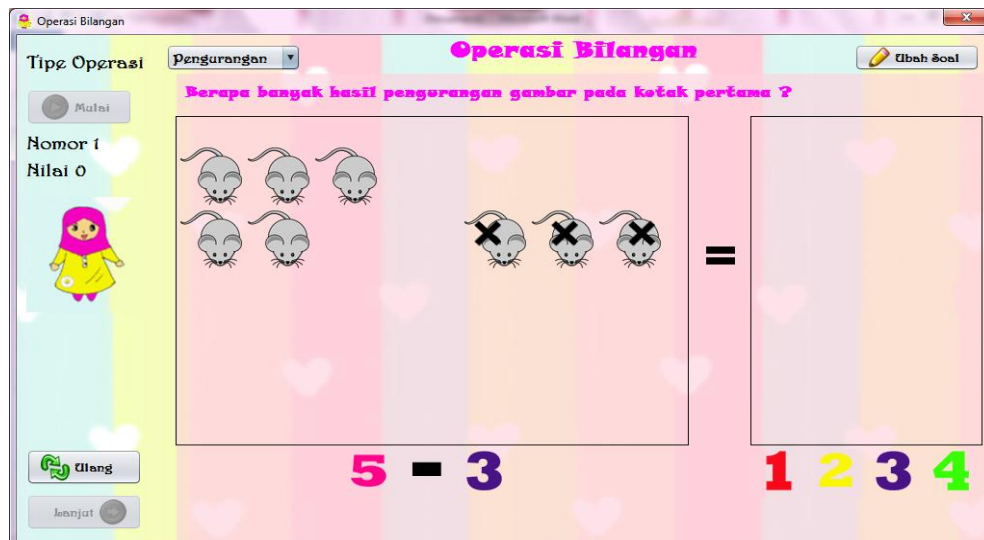 Operasi Bilangan
Tipe Operasi
Pengurangan
Operasi Bilangan
Ubah Soal
Mulai
Berapa banyak hasil pengurangan gambar pada kotak pertama ?
Nomor 1
Nilai 0
=
Ulang
5 - 3
1 2 3 4
Lanjut